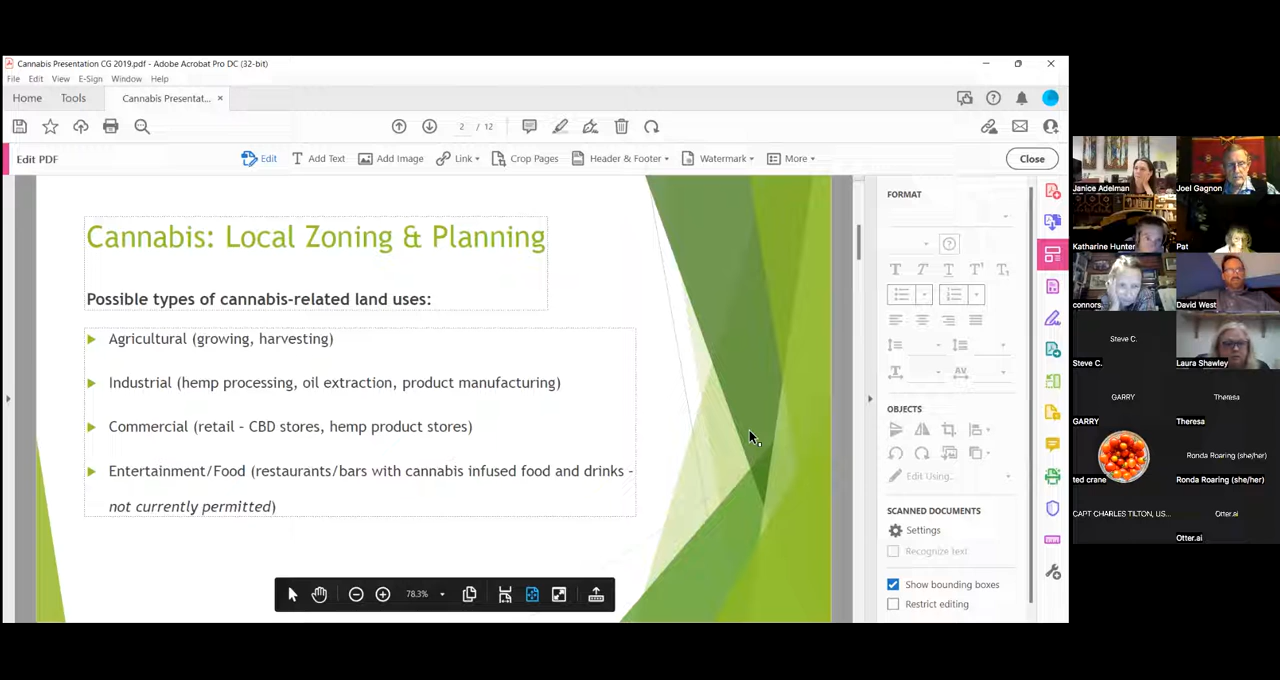 Cannabis Presentation CG 2019.pdf - Adobe Acrobat Pro DC (32-bit)
File Edit View E-Sign Window Help
Home Tools Cannabis Presentat... ×
2 / 12
Edit PDF Edit Add Text Add Image Link Crop Pages Header & Footer Watermark More Close
Cannabis: Local Zoning & Planning
Possible types of cannabis-related land uses:
Agricultural (growing, harvesting)
Industrial (hemp processing, oil extraction, product manufacturing)
Commercial (retail - CBD stores, hemp product stores)
Entertainment/Food (restaurants/bars with cannabis infused food and drinks -
not currently permitted)
78.3%
FORMAT
OBJECTS
Edit Using...
SCANNED DOCUMENTS
Settings
Recognize text
Show bounding boxes
Restrict editing
Janice Adelman Joel Gagnon
Katharine Hunter Pat
connors David West
Steve C.
Steve C. Laura Shawley
GARRY Theresa
GARRY Theresa
Ronda Roaring (she/her)
ted crane Ronda Roaring (she/her)
CAPT CHARLES TILTON, US... Otter.ai
Otter.ai